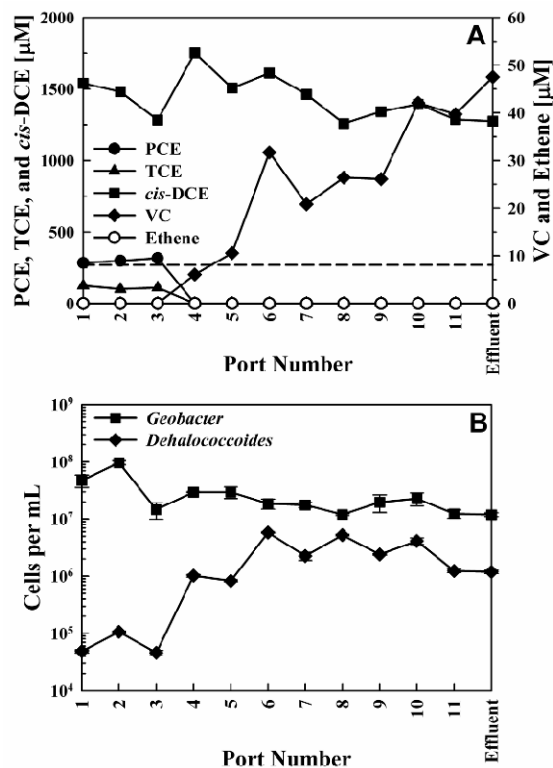 A
PCE, TCE, and cis-DCE [µM]
2000
1500
1000
500
0
VC and Ethene [µM]
60
50
40
30
20
10
0
PCE
TCE
cis-DCE
VC
Ethene
1 2 3 4 5 6 7 8 9 10 11 Effluent
Port Number
B
Cells per mL
10⁹
10⁸
10⁷
10⁶
10⁵
10⁴
Geobacter
Dehalococcoides
1 2 3 4 5 6 7 8 9 10 11 Effluent
Port Number